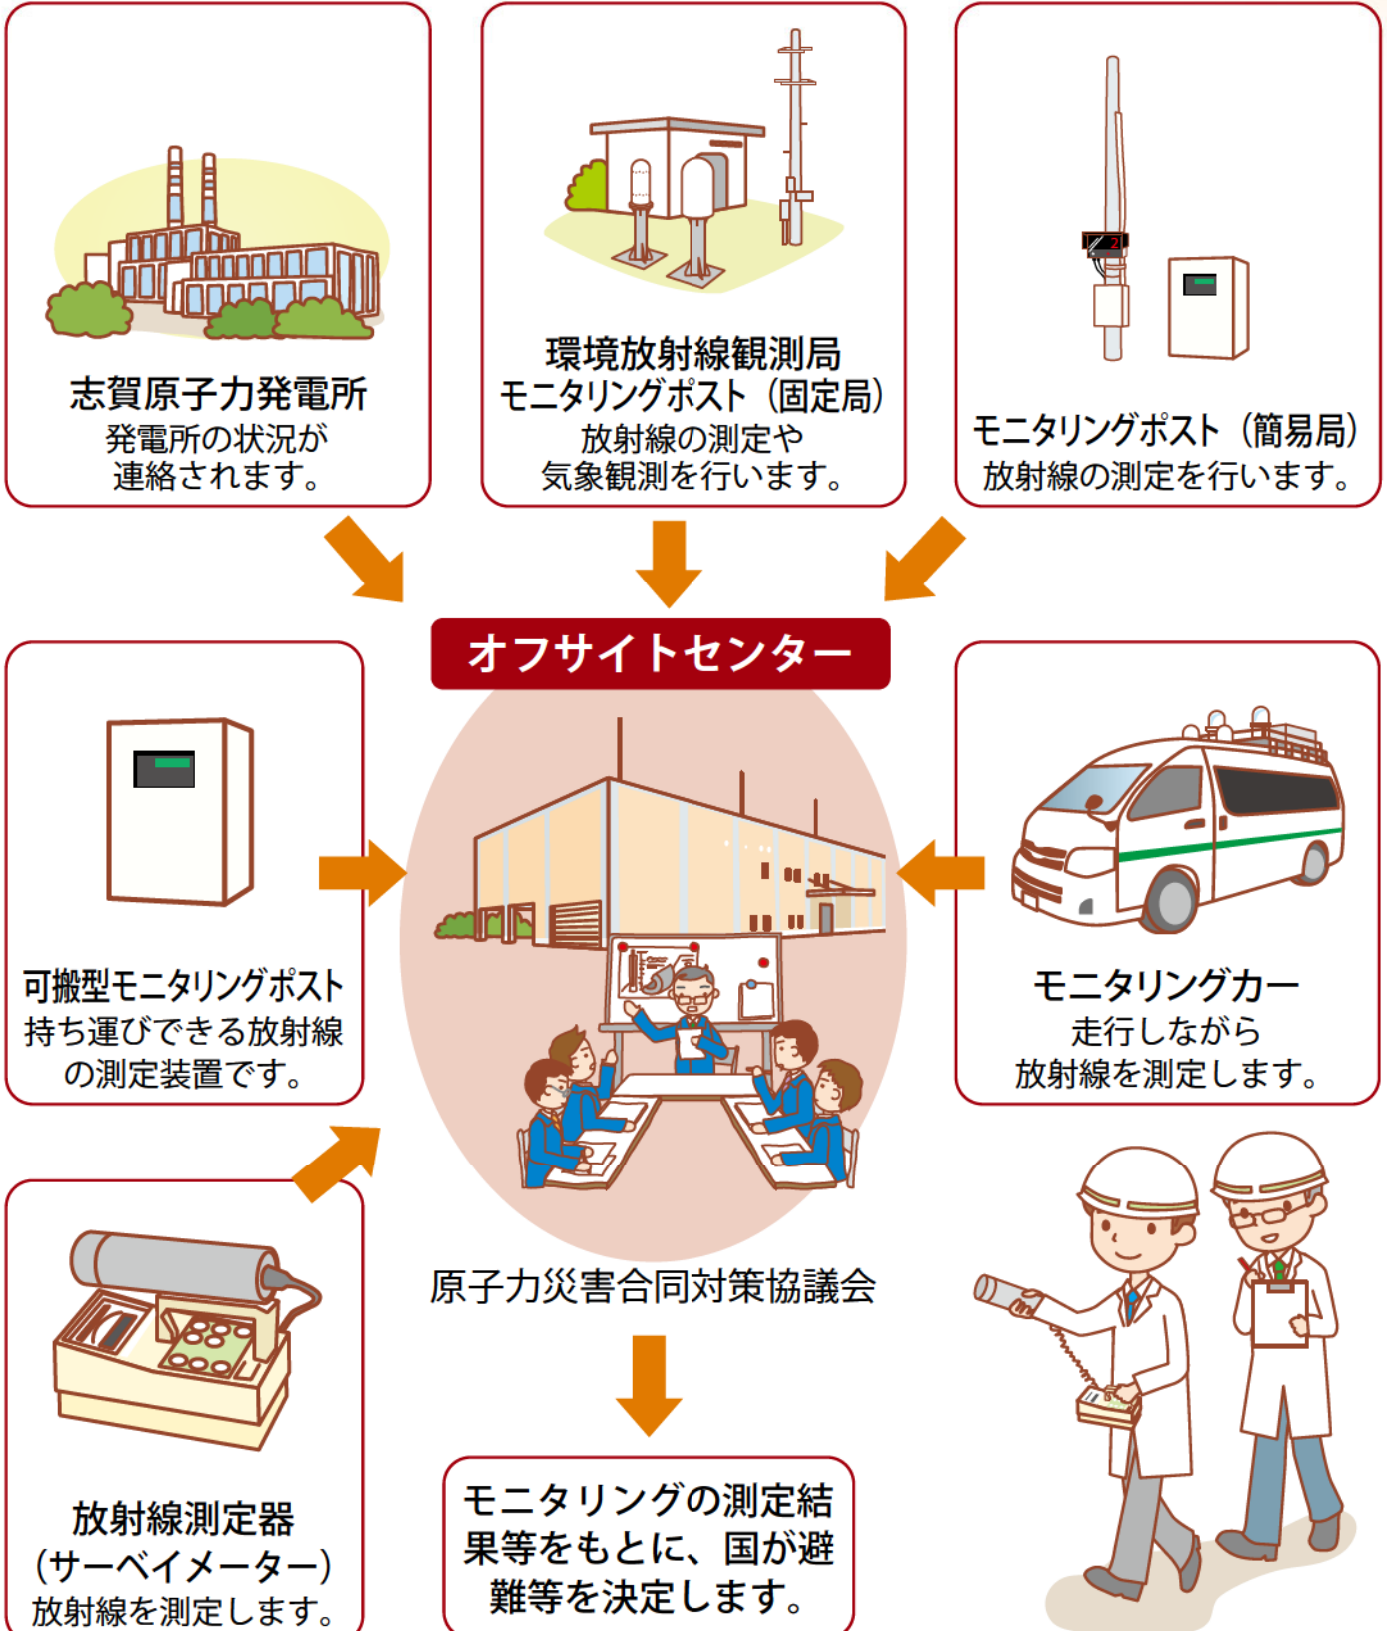 志賀原子力発電所
発電所の状況が
連絡されます。
環境放射線観測局
モニタリングポスト（固定局）
放射線の測定や
気象観測を行います。
2
モニタリングポスト（簡易局）
放射線の測定を行います。
オフサイトセンター
可搬型モニタリングポスト
持ち運びできる放射線
の測定装置です。
モニタリングカー
走行しながら
放射線を測定します。
原子力災害合同対策協議会
放射線測定器
（サーベイメーター）
放射線を測定します。
モニタリングの測定結
果等をもとに、国が避
難等を決定します。